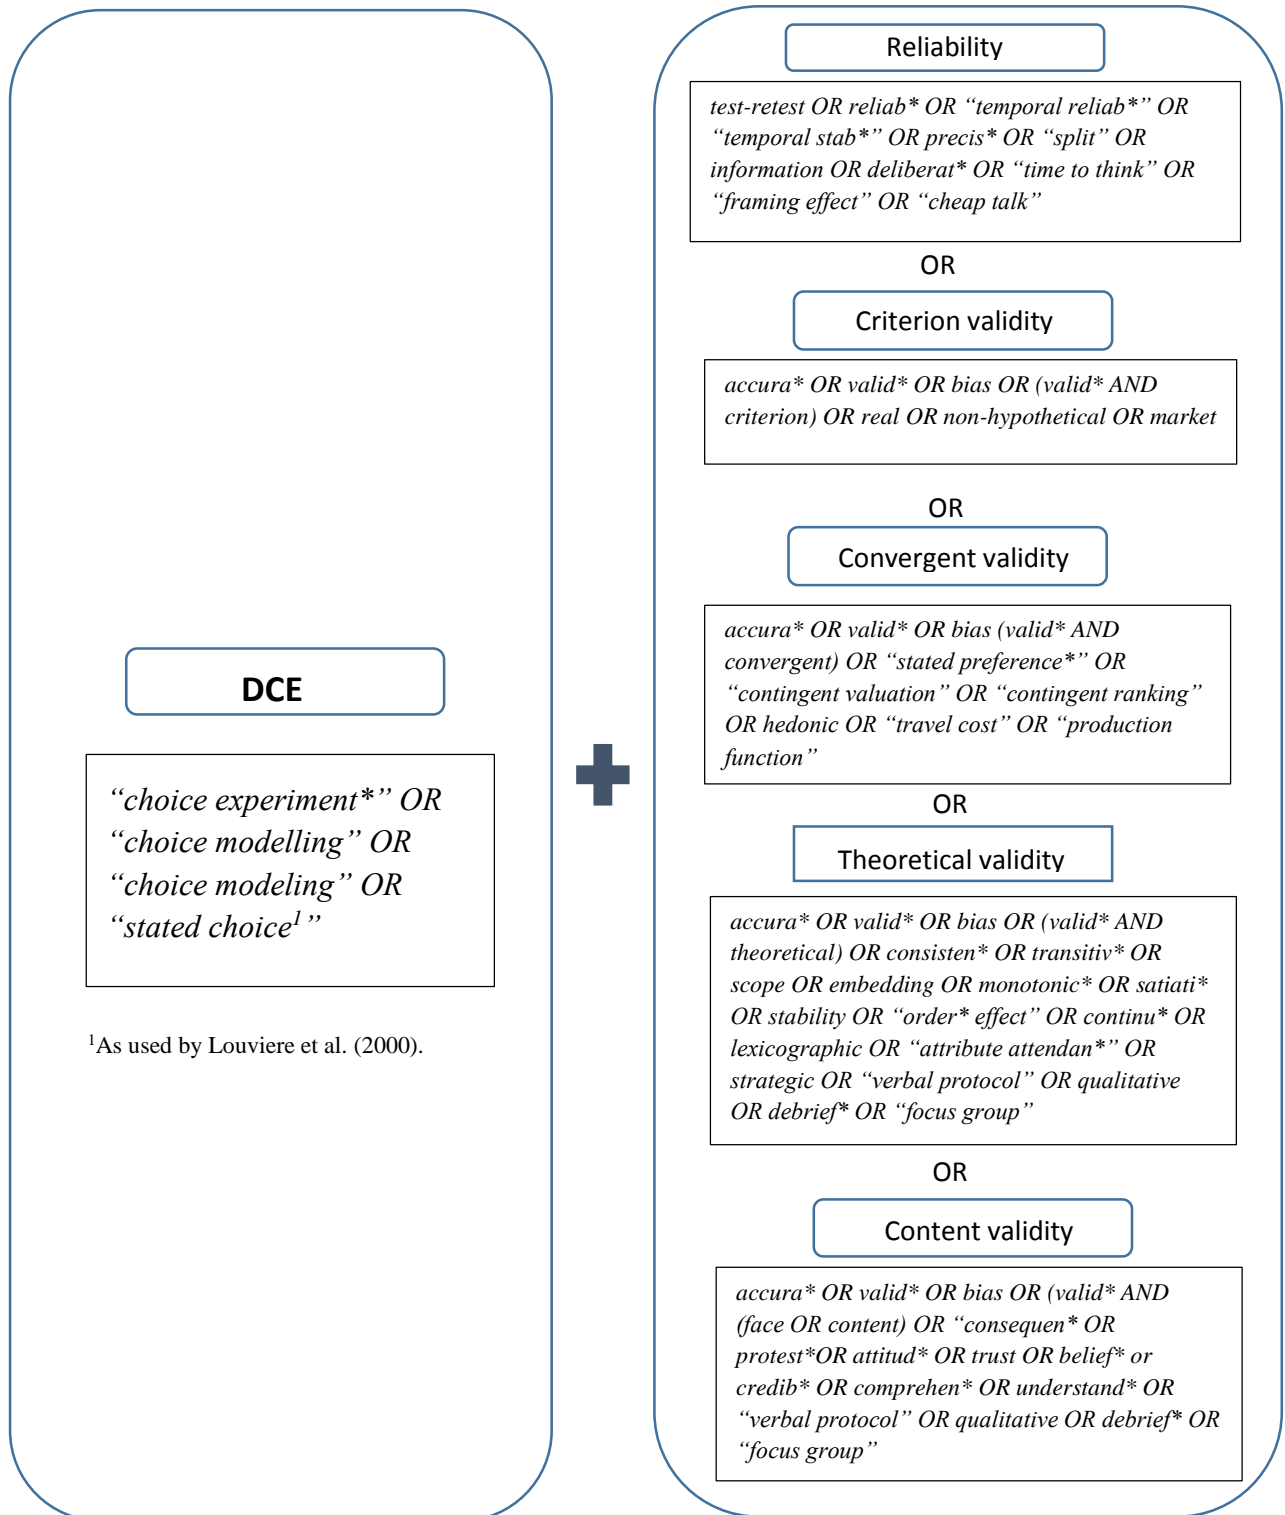 DCE
“choice experiment*” OR
“choice modelling” OR
“choice modeling” OR
“stated choice¹”
¹As used by Louviere et al. (2000).
Reliability
test-retest OR reliab* OR “temporal reliab*” OR
“temporal stab*” OR precis* OR “split” OR
information OR deliberat* OR “time to think” OR
“framing effect” OR “cheap talk”
OR
Criterion validity
accura* OR valid* OR bias OR (valid* AND
criterion) OR real OR non-hypothetical OR market
OR
Convergent validity
accura* OR valid* OR bias (valid* AND
convergent) OR “stated preference*” OR
“contingent valuation” OR “contingent ranking”
OR hedonic OR “travel cost” OR “production
function”
OR
Theoretical validity
accura* OR valid* OR bias OR (valid* AND
theoretical) OR consisten* OR transitiv* OR
scope OR embedding OR monotonic* OR satiati*
OR stability OR “order* effect” OR continu* OR
lexicographic OR “attribute attendan*” OR
strategic OR “verbal protocol” OR qualitative
OR debrief* OR “focus group”
OR
Content validity
accura* OR valid* OR bias OR (valid* AND
(face OR content) OR “consequen* OR
protest*OR attitud* OR trust OR belief* or
credib* OR comprehen* OR understand* OR
“verbal protocol” OR qualitative OR debrief* OR
“focus group”